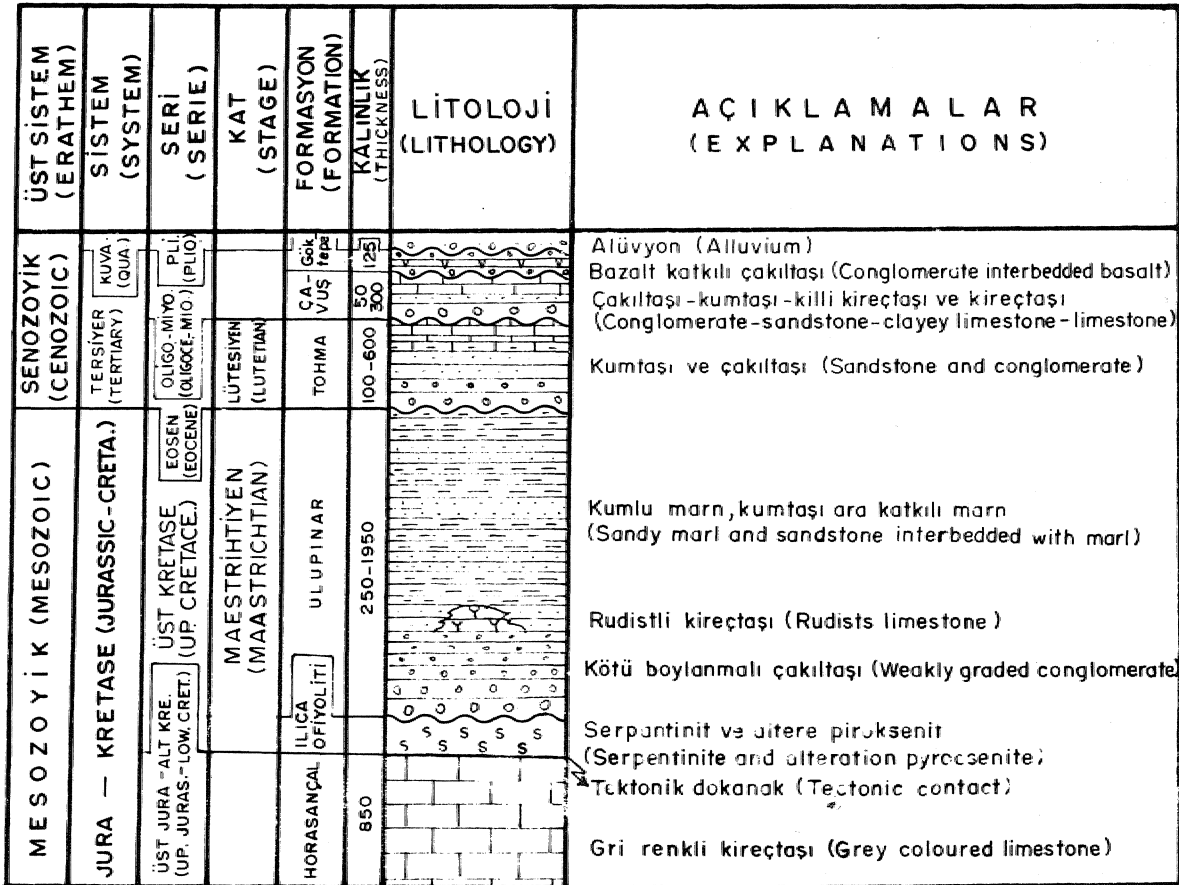 ÜST SİSTEM
(ERATHEM)
SİSTEM
(SYSTEM)
SERİ
(SERIE)
KAT
(STAGE)
FORMASYON
(FORMATION)
KALINLIK
(THICKNESS)
LİTOLOJİ
(LITHOLOGY)
AÇIKLAMALAR
(EXPLANATIONS)
SENOZOYİK
(CENOZOIC)
MESOZOYİK (MESOZOIC)
KUVA.
(QUA.)
TERSİYER
(TERTIARY)
JURA — KRETASE (JURASSIC-CRETA.)
PLİ.
(PLIO)
OLİGO.-MİYO.
(OLIGOCE.-MIO.)
EOSEN
(EOCENE)
ÜST KRETASE
(UP. CRETACE.)
ÜST JURA-ALT KRE.
(UP. JURAS.-LOW. CRET.)
LÜTESİYEN
(LUTETIAN)
MAESTRİHTİYEN
(MAASTRICHTIAN)
Gök
tepe
ÇA-
VUŞ
TOHMA
ULUPINAR
ILICA
OFİYOLİTİ
HORASANÇAL
125
50
300
100-600
250-1950
850
S S S S
S S S S
Alüvyon (Alluvium)
Bazalt katkılı çakıltaşı (Conglomerate interbedded basalt)
Çakıltaşı-kumtaşı-killi kireçtaşı ve kireçtaşı
(Conglomerate-sandstone-clayey limestone-limestone)
Kumtaşı ve çakıltaşı (Sandstone and conglomerate)
Kumlu marn, kumtaşı ara katkılı marn
(Sandy marl and sandstone interbedded with marl)
Rudistli kireçtaşı (Rudists limestone)
Kötü boylanmalı çakıltaşı (Weakly graded conglomerate)
Serpantinit ve altere piroksenit
(Serpentinite and alteration pyrocsenite)
Tektonik dokanak (Tectonic contact)
Gri renkli kireçtaşı (Grey coloured limestone)